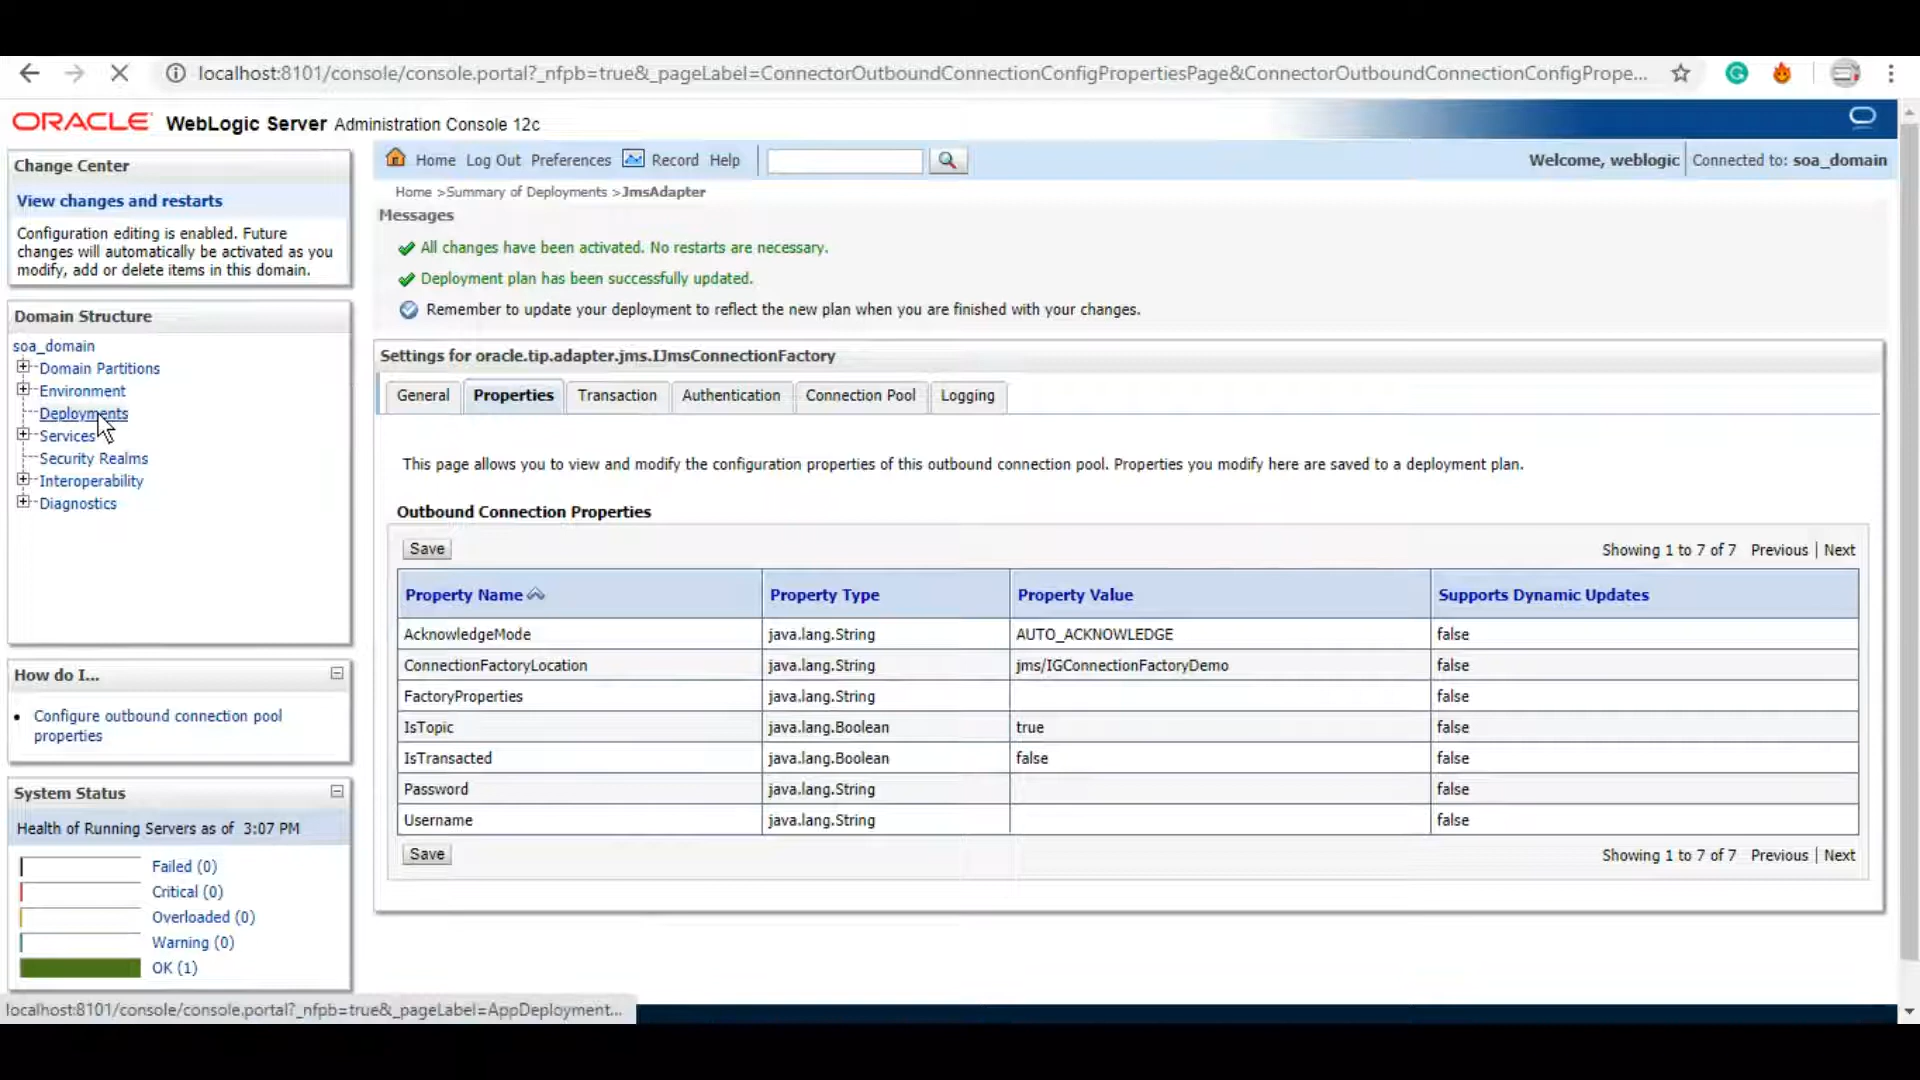 localhost:8101/console/console.portal?_nfpb=true&_pageLabel=ConnectorOutboundConnectionConfigPropertiesPage&ConnectorOutboundConnectionConfigPrope...
ORACLE WebLogic Server Administration Console 12c
Change Center
View changes and restarts
Configuration editing is enabled. Future
changes will automatically be activated as you
modify, add or delete items in this domain.
Domain Structure
soa_domain
Domain Partitions
Environment
Deployments
Services
Security Realms
Interoperability
Diagnostics
How do I...
Configure outbound connection pool
properties
System Status
Health of Running Servers as of 3:07 PM
Failed (0)
Critical (0)
Overloaded (0)
Warning (0)
OK (1)
Home Log Out Preferences Record Help
Welcome, weblogic Connected to: soa_domain
Home >Summary of Deployments >JmsAdapter
Messages
All changes have been activated. No restarts are necessary.
Deployment plan has been successfully updated.
Remember to update your deployment to reflect the new plan when you are finished with your changes.
Settings for oracle.tip.adapter.jms.IJmsConnectionFactory
General Properties Transaction Authentication Connection Pool Logging
This page allows you to view and modify the configuration properties of this outbound connection pool. Properties you modify here are saved to a deployment plan.
Outbound Connection Properties
Save Showing 1 to 7 of 7 Previous | Next
Property Name Property Type Property Value Supports Dynamic Updates
AcknowledgeMode java.lang.String AUTO_ACKNOWLEDGE false
ConnectionFactoryLocation java.lang.String jms/IGConnectionFactoryDemo false
FactoryProperties java.lang.String false
IsTopic java.lang.Boolean true false
IsTransacted java.lang.Boolean false false
Password java.lang.String false
Username java.lang.String false
Save Showing 1 to 7 of 7 Previous | Next
localhost:8101/console/console.portal?_nfpb=true&_pageLabel=AppDeployment...